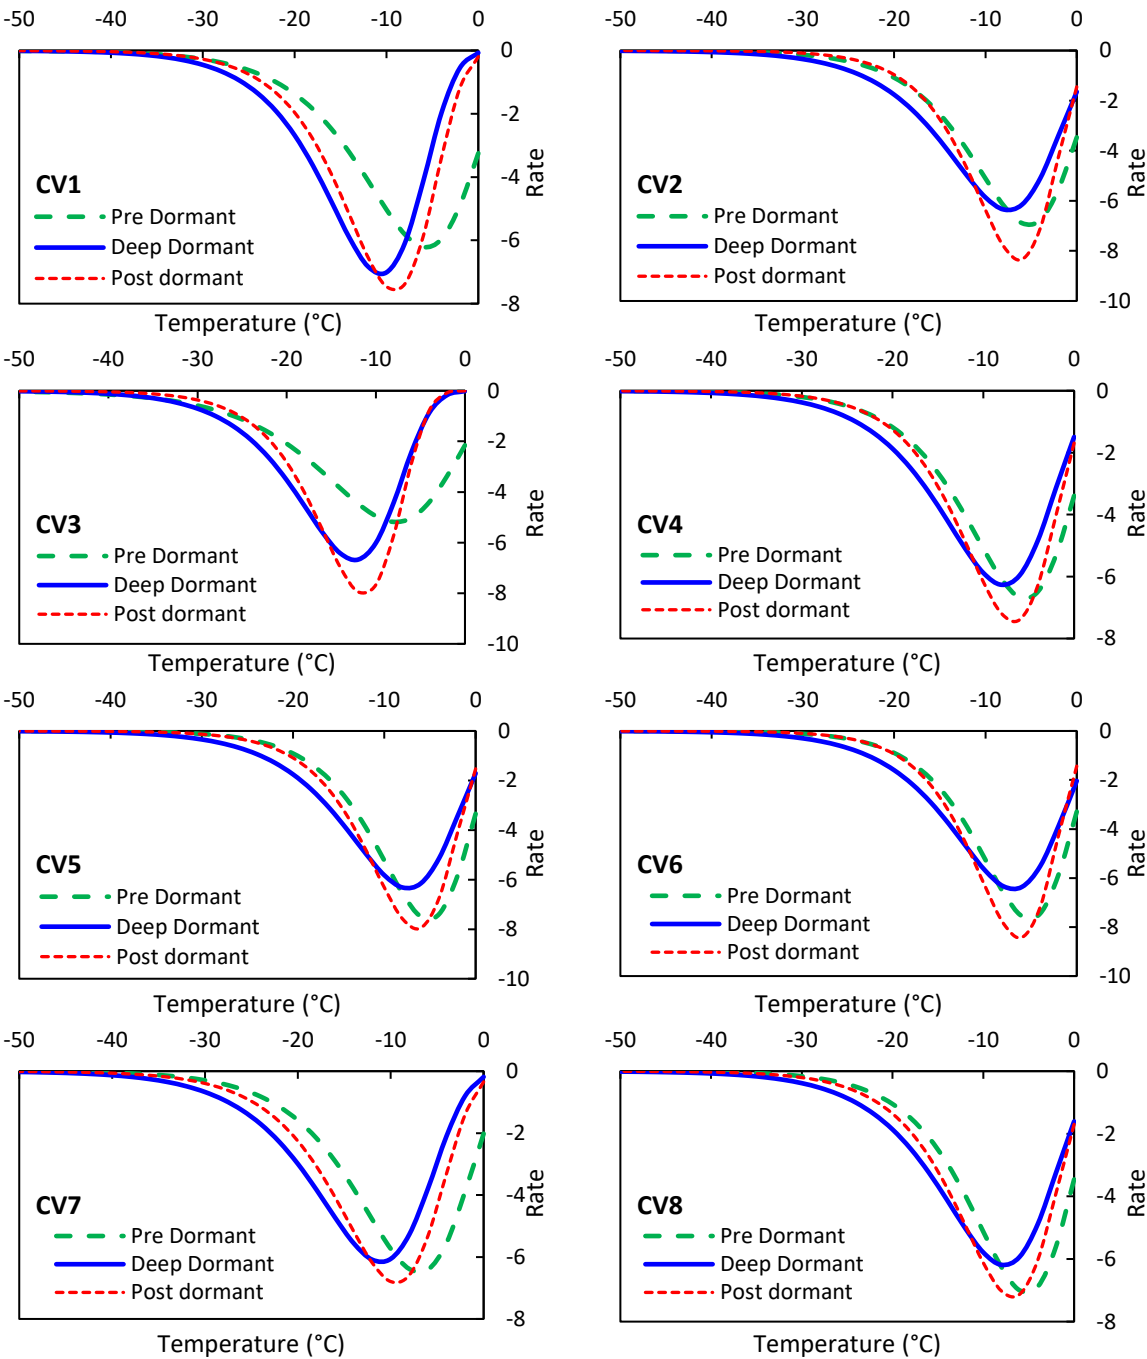 -50 -40 -30 -20 -10 0
0
-2
-4
-6
-8
Rate
CV1
Pre Dormant
Deep Dormant
Post dormant
Temperature (°C)
-50 -40 -30 -20 -10 0
0
-2
-4
-6
-8
-10
Rate
CV2
Pre Dormant
Deep Dormant
Post dormant
Temperature (°C)
-50 -40 -30 -20 -10 0
0
-2
-4
-6
-8
-10
Rate
CV3
Pre Dormant
Deep Dormant
Post dormant
Temperature (°C)
-50 -40 -30 -20 -10 0
0
-2
-4
-6
-8
Rate
CV4
Pre Dormant
Deep Dormant
Post dormant
Temperature (°C)
-50 -40 -30 -20 -10 0
0
-2
-4
-6
-8
-10
Rate
CV5
Pre Dormant
Deep Dormant
Post dormant
Temperature (°C)
-50 -40 -30 -20 -10 0
0
-2
-4
-6
-8
-10
Rate
CV6
Pre Dormant
Deep Dormant
Post dormant
Temperature (°C)
-50 -40 -30 -20 -10 0
0
-2
-4
-6
-8
Rate
CV7
Pre Dormant
Deep Dormant
Post dormant
Temperature (°C)
-50 -40 -30 -20 -10 0
0
-2
-4
-6
-8
Rate
CV8
Pre Dormant
Deep Dormant
Post dormant
Temperature (°C)